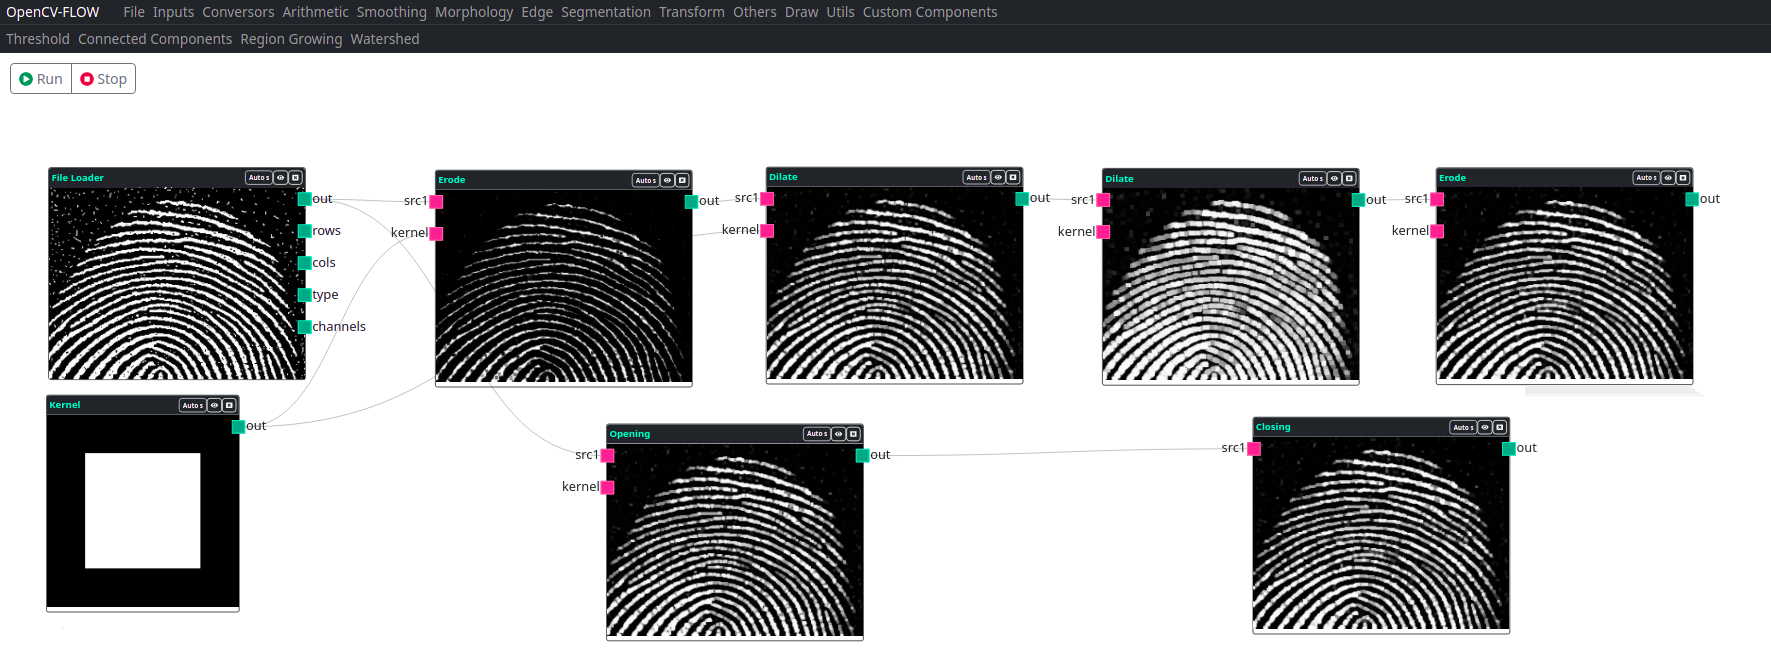 OpenCV-FLOW File Inputs Conversors Arithmetic Smoothing Morphology Edge Segmentation Transform Others Draw Utils Custom Components
Threshold Connected Components Region Growing Watershed
Run Stop
File Loader Auto s
out
rows
cols
type
channels
Erode Auto s
src1
kernel
out
Dilate Auto s
src1
kernel
out
Dilate Auto s
src1
kernel
out
Erode Auto s
src1
kernel
out
Kernel Auto s
out
Opening Auto s
src1
kernel
out
Closing Auto s
src1
out